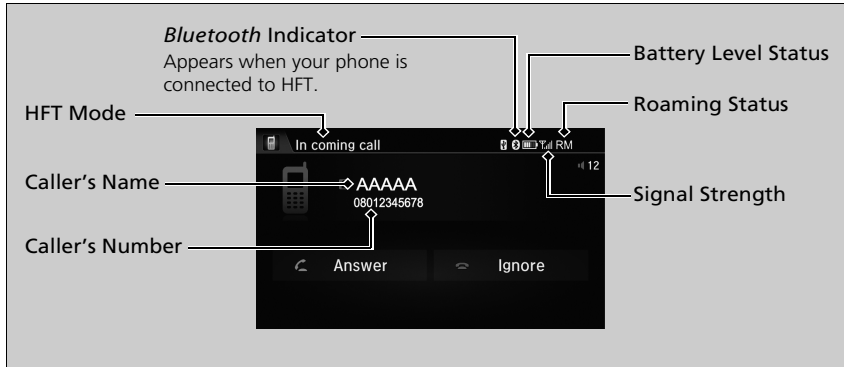 Bluetooth Indicator
Appears when your phone is
connected to HFT.
Battery Level Status
HFT Mode
Roaming Status
In coming call
RM
12
Caller's Name
AAAAA
08012345678
Signal Strength
Caller's Number
Answer
Ignore